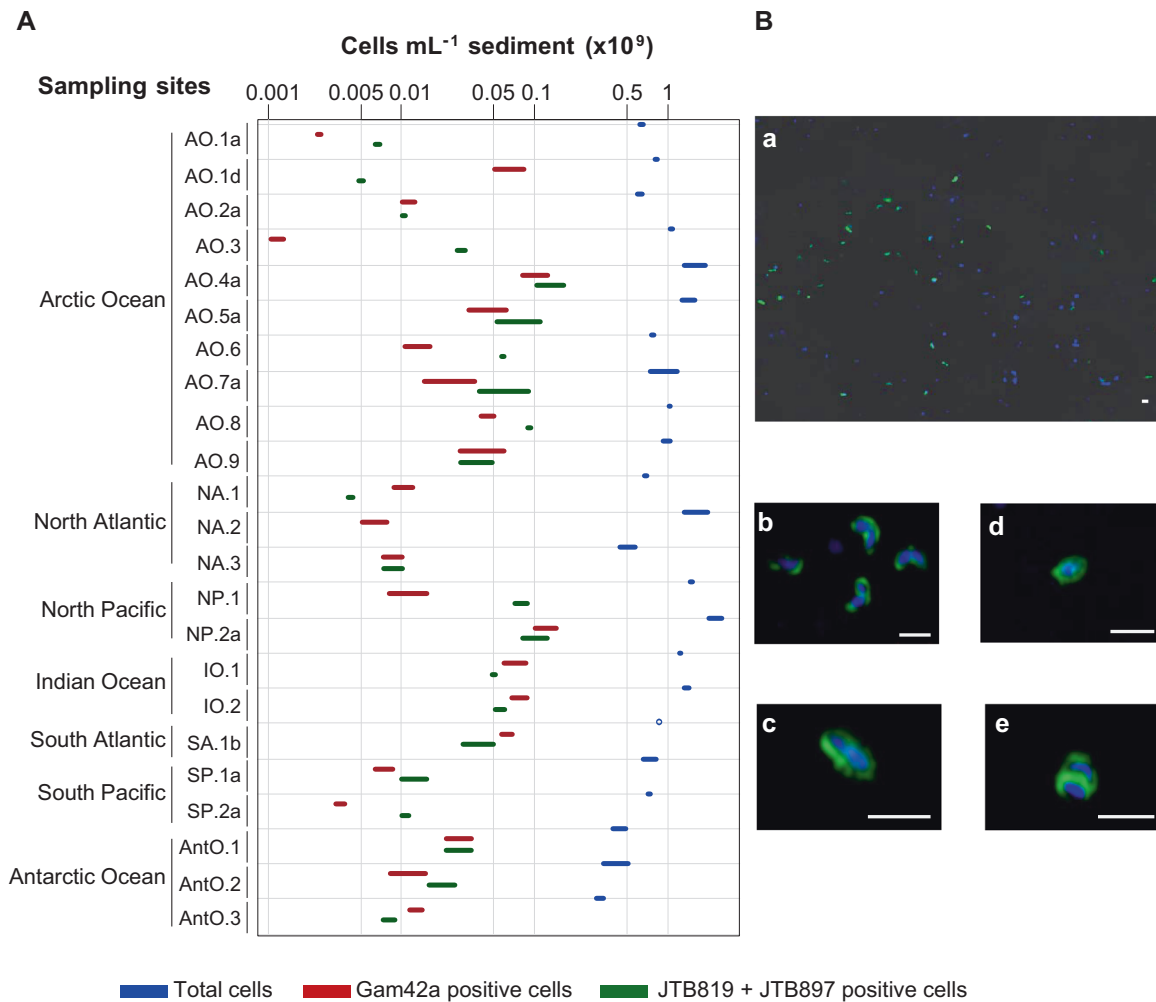 A
B
Cells mL⁻¹ sediment (x10⁹)
Sampling sites
0.001 0.005 0.01 0.05 0.1 0.5 1
Arctic Ocean
AO.1a
AO.1d
AO.2a
AO.3
AO.4a
AO.5a
AO.6
AO.7a
AO.8
AO.9
North Atlantic
NA.1
NA.2
NA.3
North Pacific
NP.1
NP.2a
Indian Ocean
IO.1
IO.2
South Atlantic
SA.1b
South Pacific
SP.1a
SP.2a
Antarctic Ocean
AntO.1
AntO.2
AntO.3
a
b
d
c
e
Total cells Gam42a positive cells JTB819 + JTB897 positive cells